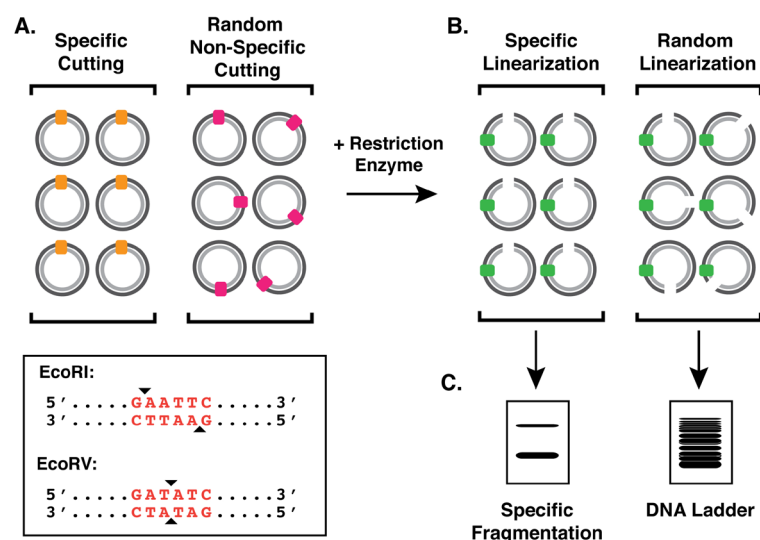 A.
Specific
Cutting
Random
Non-Specific
Cutting
+ Restriction
Enzyme
B.
Specific
Linearization
Random
Linearization
EcoRI:
5′.....GAATTC.....3′
3′.....CTTAAG.....5′
EcoRV:
5′.....GATATC.....3′
3′.....CTATAG.....5′
C.
Specific
Fragmentation
DNA Ladder